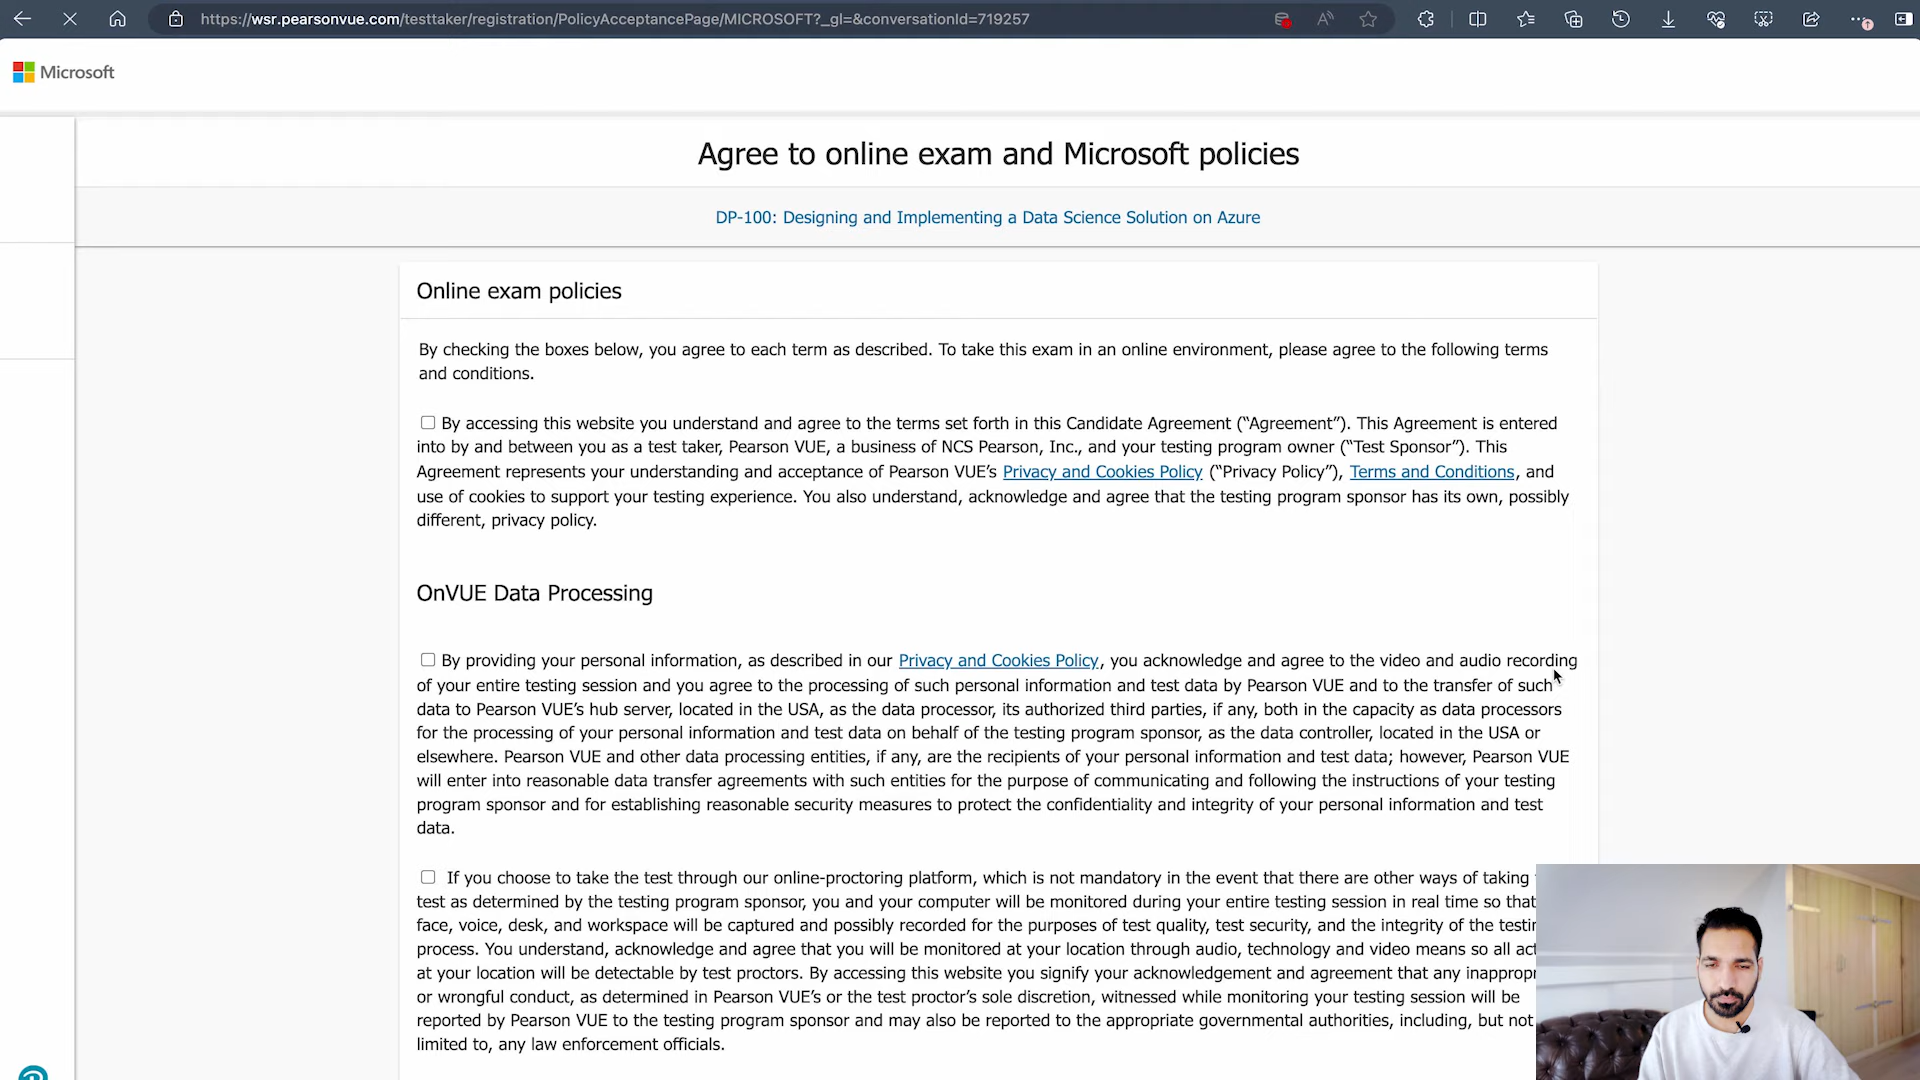 https://wsr.pearsonvue.com/testtaker/registration/PolicyAcceptancePage/MICROSOFT?_gl=&conversationId=719257
Microsoft
Agree to online exam and Microsoft policies
DP-100: Designing and Implementing a Data Science Solution on Azure
Online exam policies
By checking the boxes below, you agree to each term as described. To take this exam in an online environment, please agree to the following terms
and conditions.
By accessing this website you understand and agree to the terms set forth in this Candidate Agreement (“Agreement”). This Agreement is entered
into by and between you as a test taker, Pearson VUE, a business of NCS Pearson, Inc., and your testing program owner (“Test Sponsor”). This
Agreement represents your understanding and acceptance of Pearson VUE’s Privacy and Cookies Policy (“Privacy Policy”), Terms and Conditions, and
use of cookies to support your testing experience. You also understand, acknowledge and agree that the testing program sponsor has its own, possibly
different, privacy policy.
OnVUE Data Processing
By providing your personal information, as described in our Privacy and Cookies Policy, you acknowledge and agree to the video and audio recording
of your entire testing session and you agree to the processing of such personal information and test data by Pearson VUE and to the transfer of such
data to Pearson VUE’s hub server, located in the USA, as the data processor, its authorized third parties, if any, both in the capacity as data processors
for the processing of your personal information and test data on behalf of the testing program sponsor, as the data controller, located in the USA or
elsewhere. Pearson VUE and other data processing entities, if any, are the recipients of your personal information and test data; however, Pearson VUE
will enter into reasonable data transfer agreements with such entities for the purpose of communicating and following the instructions of your testing
program sponsor and for establishing reasonable security measures to protect the confidentiality and integrity of your personal information and test
data.
If you choose to take the test through our online-proctoring platform, which is not mandatory in the event that there are other ways of taking
test as determined by the testing program sponsor, you and your computer will be monitored during your entire testing session in real time so that
face, voice, desk, and workspace will be captured and possibly recorded for the purposes of test quality, test security, and the integrity of the
process. You understand, acknowledge and agree that you will be monitored at your location through audio, technology and video means so all
at your location will be detectable by test proctors. By accessing this website you signify your acknowledgement and agreement that any
or wrongful conduct, as determined in Pearson VUE’s or the test proctor’s sole discretion, witnessed while monitoring your testing session will be
reported by Pearson VUE to the testing program sponsor and may also be reported to the appropriate governmental authorities, including, but not
limited to, any law enforcement officials.